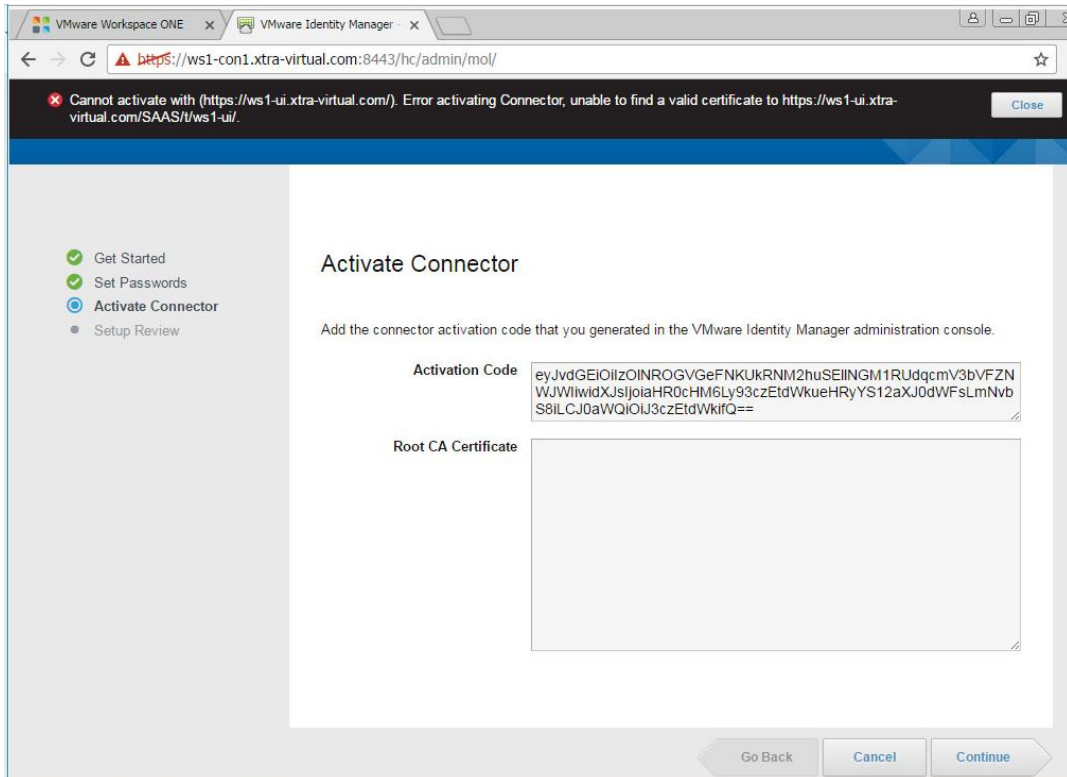 VMware Workspace ONE
VMware Identity Manager
https://ws1-con1.xtra-virtual.com:8443/hc/admin/mol/
Cannot activate with (https://ws1-ui.xtra-virtual.com/). Error activating Connector, unable to find a valid certificate to https://ws1-ui.xtra-
virtual.com/SAAS/t/ws1-ui/.
Close
Get Started
Set Passwords
Activate Connector
Setup Review
Activate Connector
Add the connector activation code that you generated in the VMware Identity Manager administration console.
Activation Code
S8iLCJ0aWQiOiJ3czEtdWkifQ==
Root CA Certificate
Go Back
Cancel
Continue